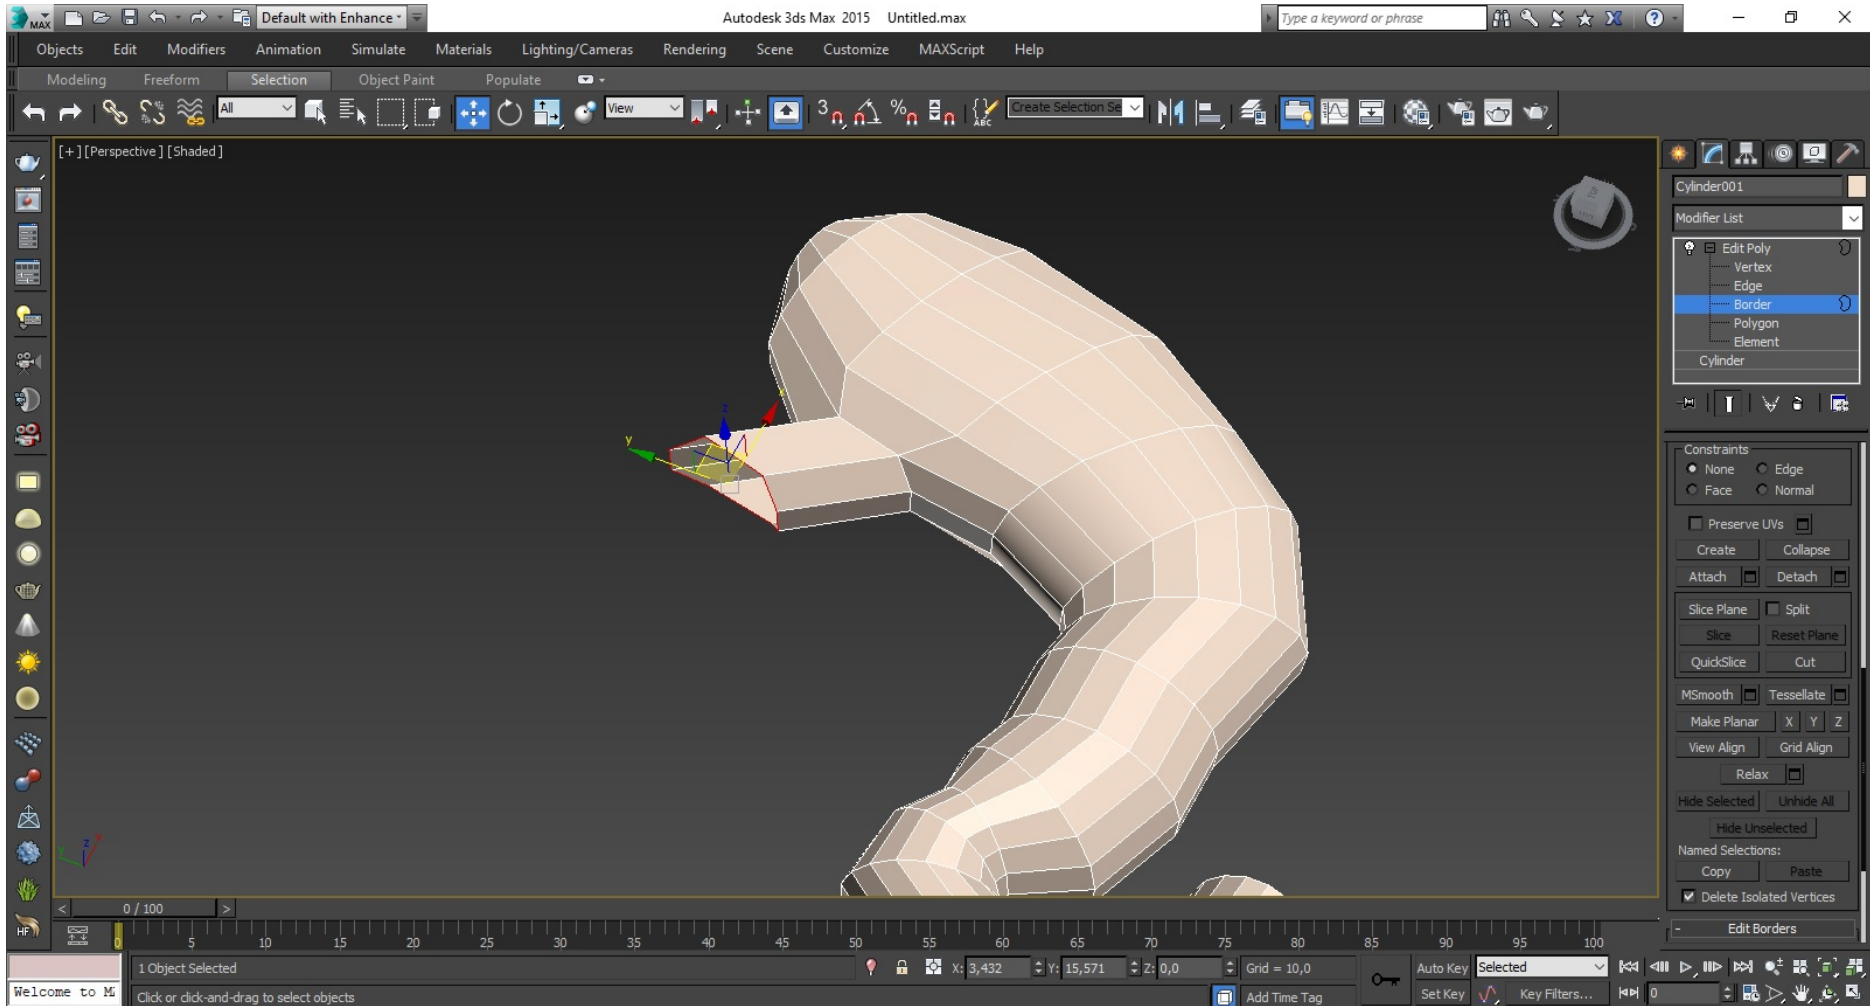 MAX Default with Enhance Autodesk 3ds Max 2015 Untitled.max Type a keyword or phrase
Objects Edit Modifiers Animation Simulate Materials Lighting/Cameras Rendering Scene Create Customize MAXScript Help
Modeling Freeform Selection Object Paint Populate
All View 3 % ABC Create Selection Se
[+] [Perspective] [Shaded]
Cylinder001
Modifier List
Edit Poly
Vertex
Edge
Border
Polygon
Element
Cylinder
z
x
y
Constraints
None Edge
Face Normal
Preserve UVs
Create Collapse
Attach Detach
Slice Plane Split
Slice Reset Plane
QuickSlice Cut
MSmooth Tessellate
Make Planar X Y Z
View Align Grid Align
Relax
Hide Selected Unhide All
Hide Unselected
Named Selections:
Copy Paste
Delete Isolated Vertices
- Edit Borders
z x y
< 0 / 100 >
HF
0 5 10 15 20 25 30 35 40 45 50 55 60 65 70 75 80 85 90 95 100
1 Object Selected X: 3,432 Y: 15,571 Z: 0,0 Grid = 10,0 Auto Key Selected
Welcome to M Click or click-and-drag to select objects Add Time Tag Set Key Key Filters... 0